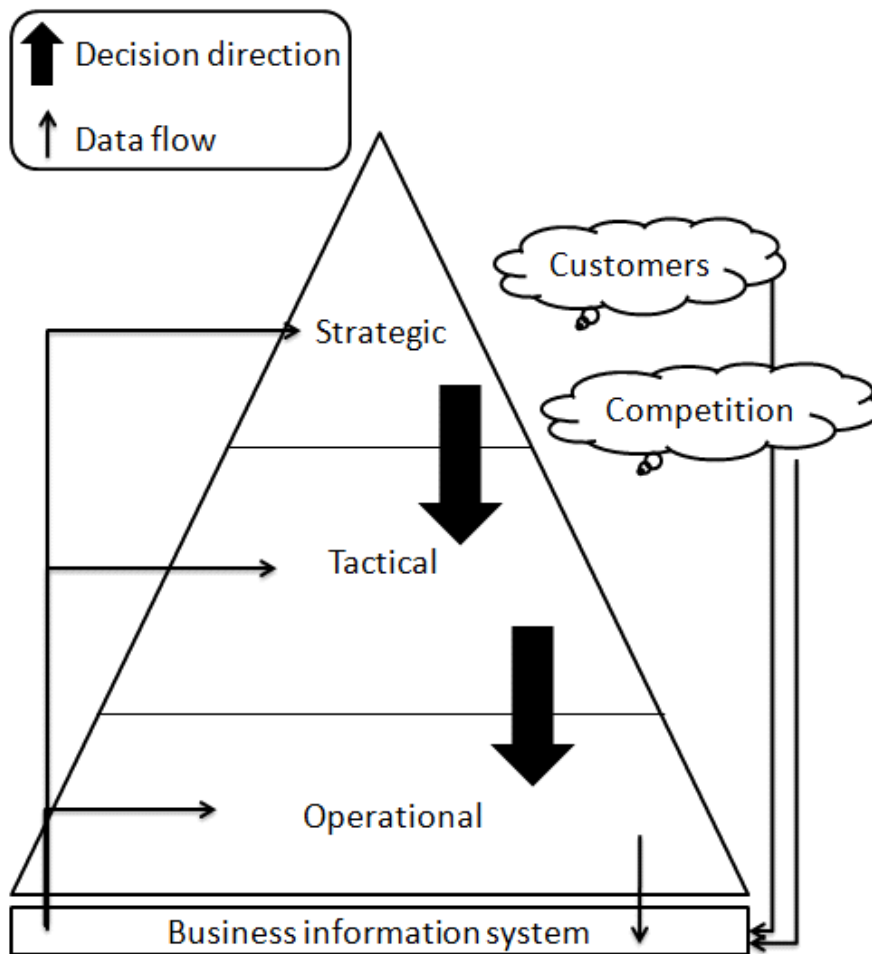 Decision direction
Data flow
Customers
Strategic
Competition
Tactical
Operational
Business information system